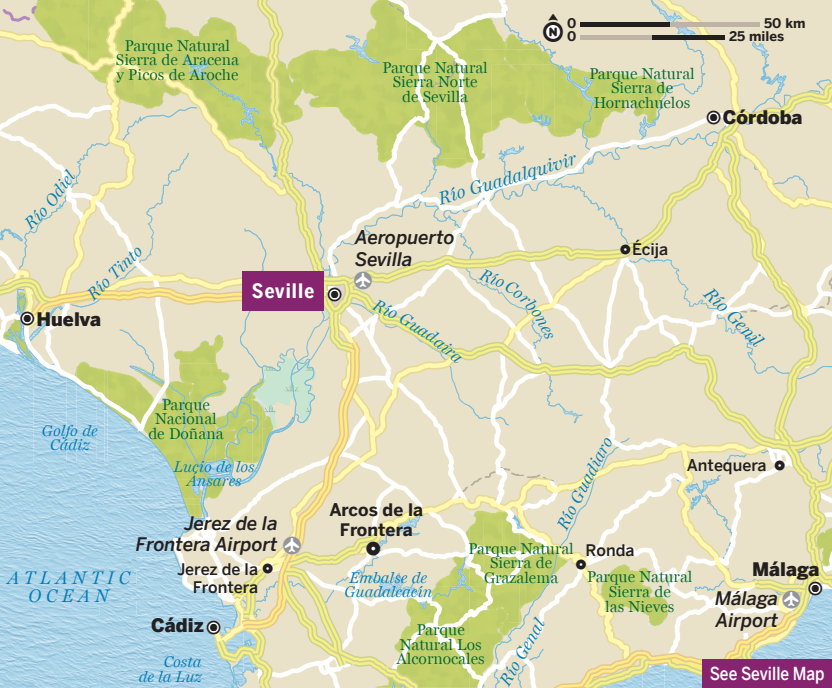 0 50 km
N
0 25 miles
Parque Natural
Sierra de Aracena
y Picos de Aroche
Parque Natural
Sierra Norte
de Sevilla
Parque Natural
Sierra de
Hornachuelos
Córdoba
Río Guadalquivir
Río Odiel
Aeropuerto
Sevilla
Écija
Río Tinto
Seville
Río Corbones
Río Genil
Huelva
Río Guadaira
Parque
Nacional
de Doñana
Golfo de
Cádiz
Lucio de los
Ansares
Río Guadiaro
Antequera
Arcos de la
Frontera
Jerez de la
Frontera Airport
Parque Natural
Sierra de
Grazalema
Ronda
Jerez de la
Frontera
Embalse de
Guadaleacín
Parque Natural
Sierra de
las Nieves
Málaga
Málaga
Airport
ATLANTIC
OCEAN
Cádiz
Parque
Natural Los
Alcornocales
Río Genal
Costa
de la Luz
See Seville Map